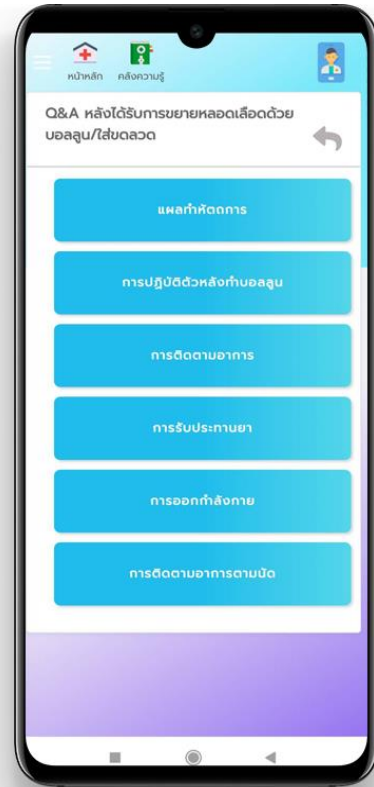 หน้าหลัก คลังความรู้
Q&A หลังได้รับการขยายหลอดเลือดด้วย
บอลลูน/ใส่ขดลวด
แผลทำหัตถการ
การปฏิบัติตัวหลังทำบอลลูน
การติดตามอาการ
การรับประทานยา
การออกกำลังกาย
การติดตามอาการตามนัด